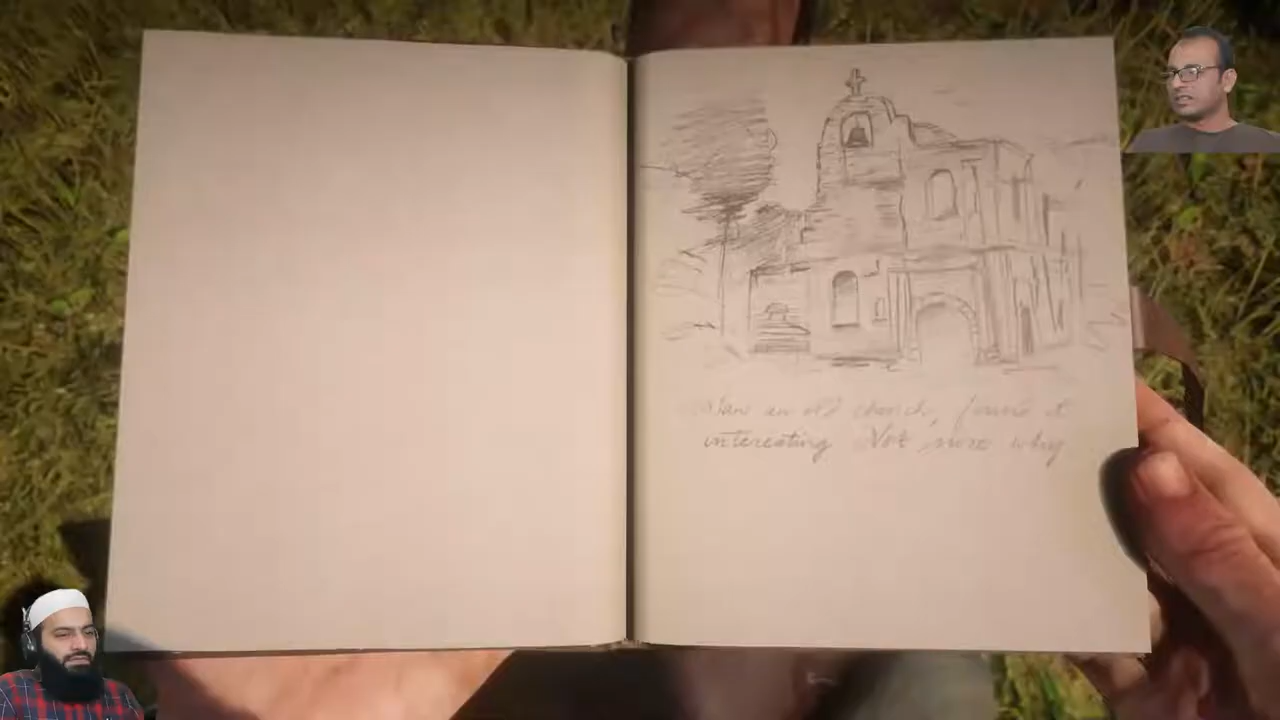 Saw an old church, found it
interesting Not sure why